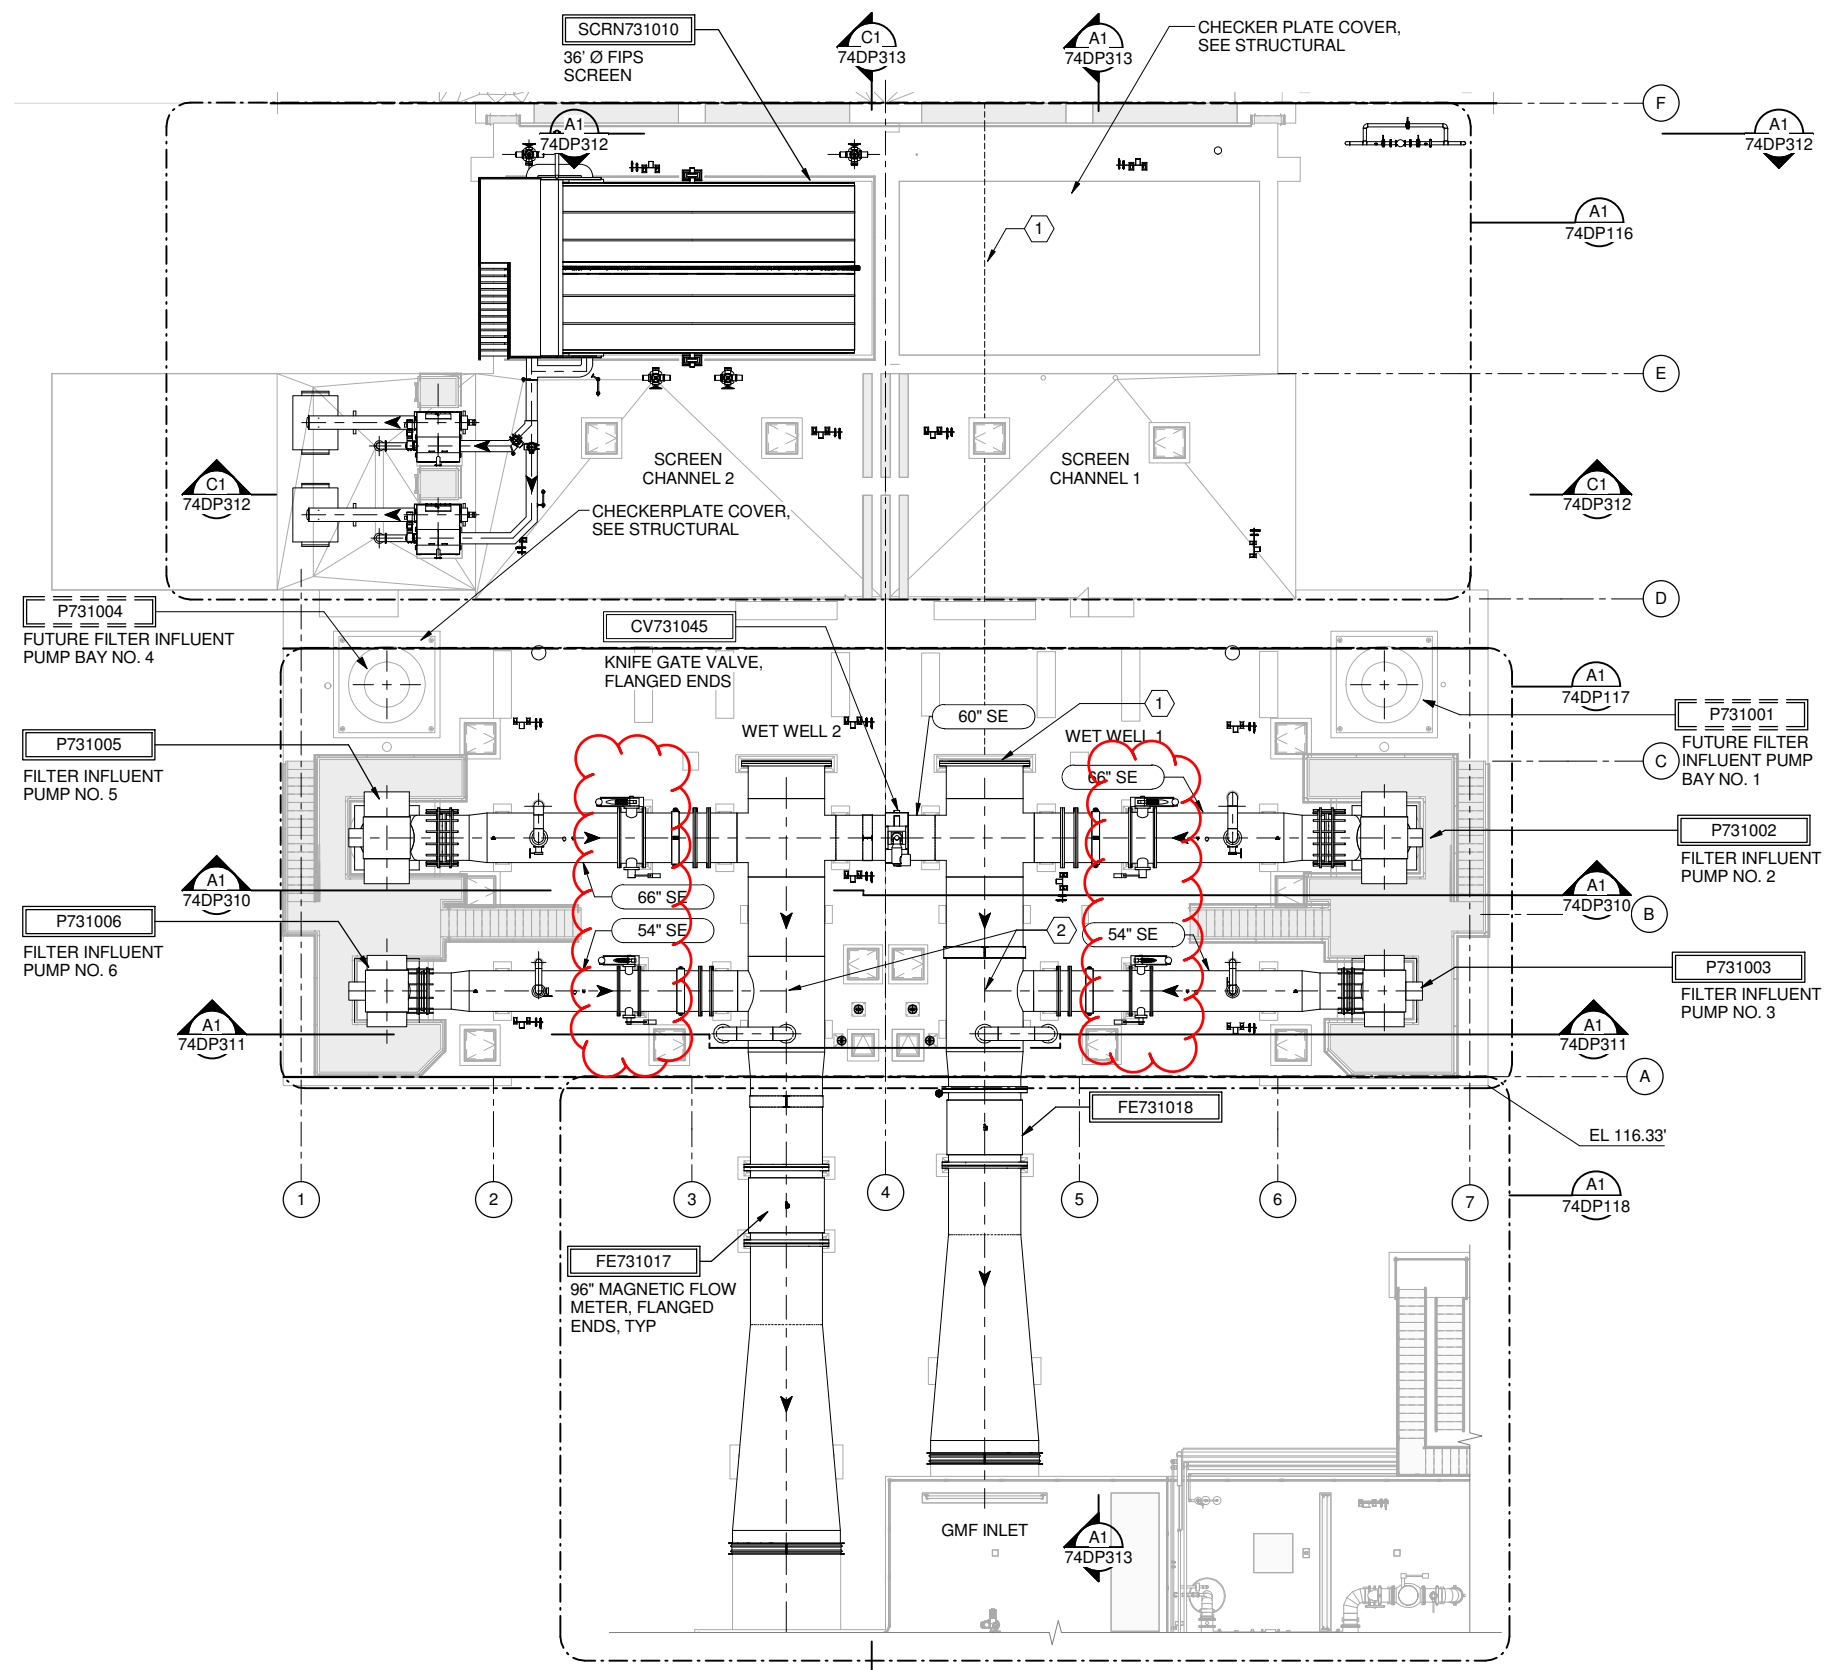 SCRN731010
36' Ø FIPS
SCREEN
C1
74DP313
A1
74DP313
CHECKER PLATE COVER,
SEE STRUCTURAL
F
A1
74DP312
A1
74DP312
1
A1
74DP116
E
SCREEN
CHANNEL 2
SCREEN
CHANNEL 1
C1
74DP312
C1
74DP312
CHECKERPLATE COVER,
SEE STRUCTURAL
D
P731004
FUTURE FILTER INFLUENT
PUMP BAY NO. 4
CV731045
KNIFE GATE VALVE,
FLANGED ENDS
A1
74DP117
P731001
FUTURE FILTER
INFLUENT PUMP
BAY NO. 1
60" SE
1
WET WELL 2
WET WELL 1
P731005
FILTER INFLUENT
PUMP NO. 5
C
66" SE
P731002
FILTER INFLUENT
PUMP NO. 2
A1
74DP310
66" SE
A1
74DP310
B
P731006
FILTER INFLUENT
PUMP NO. 6
54" SE
2
54" SE
P731003
FILTER INFLUENT
PUMP NO. 3
A1
74DP311
A1
74DP311
A
FE731018
EL 116.33'
1
2
3
4
5
6
7
A1
74DP118
FE731017
96" MAGNETIC FLOW
METER, FLANGED
ENDS, TYP
GMF INLET
A1
74DP313